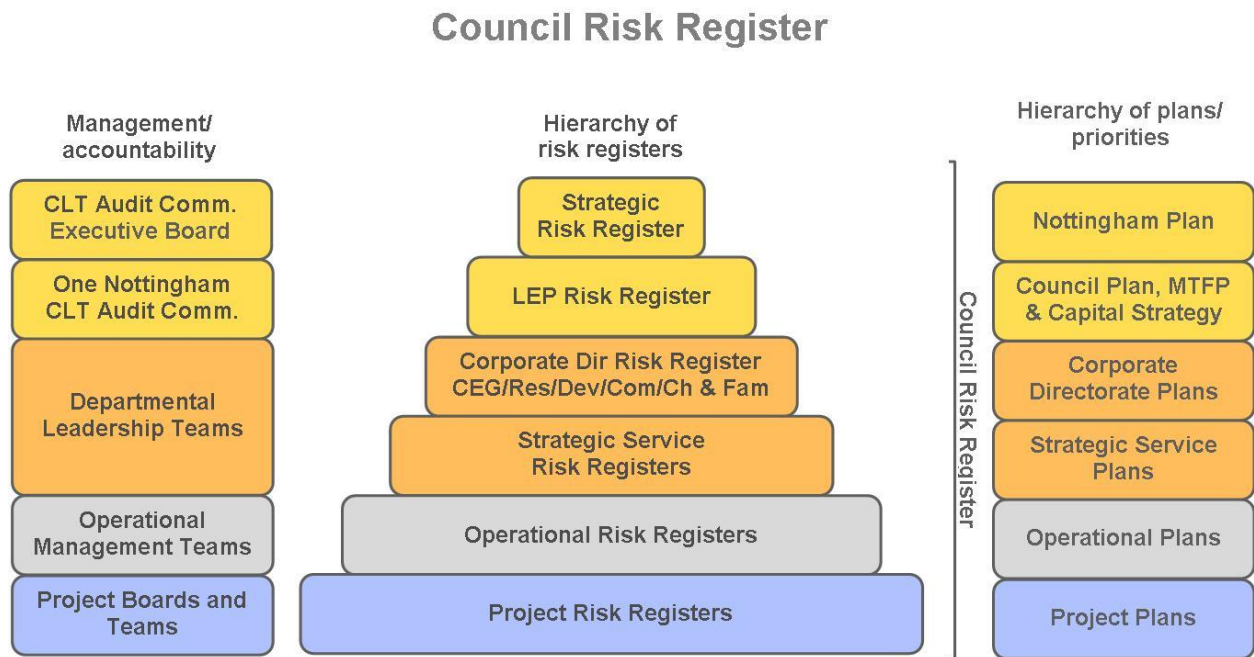 Council Risk Register
Management/
accountability
CLT Audit Comm.
Executive Board
One Nottingham
CLT Audit Comm.
Departmental
Leadership Teams
Operational
Management Teams
Project Boards and
Teams
Hierarchy of
risk registers
Strategic
Risk Register
LEP Risk Register
Corporate Dir Risk Register
CEG/Res/Dev/Com/Ch & Fam
Strategic Service
Risk Registers
Operational Risk Registers
Project Risk Registers
Council Risk Register
Hierarchy of plans/
priorities
Nottingham Plan
Council Plan, MTFP
& Capital Strategy
Corporate
Directorate Plans
Strategic Service
Plans
Operational Plans
Project Plans